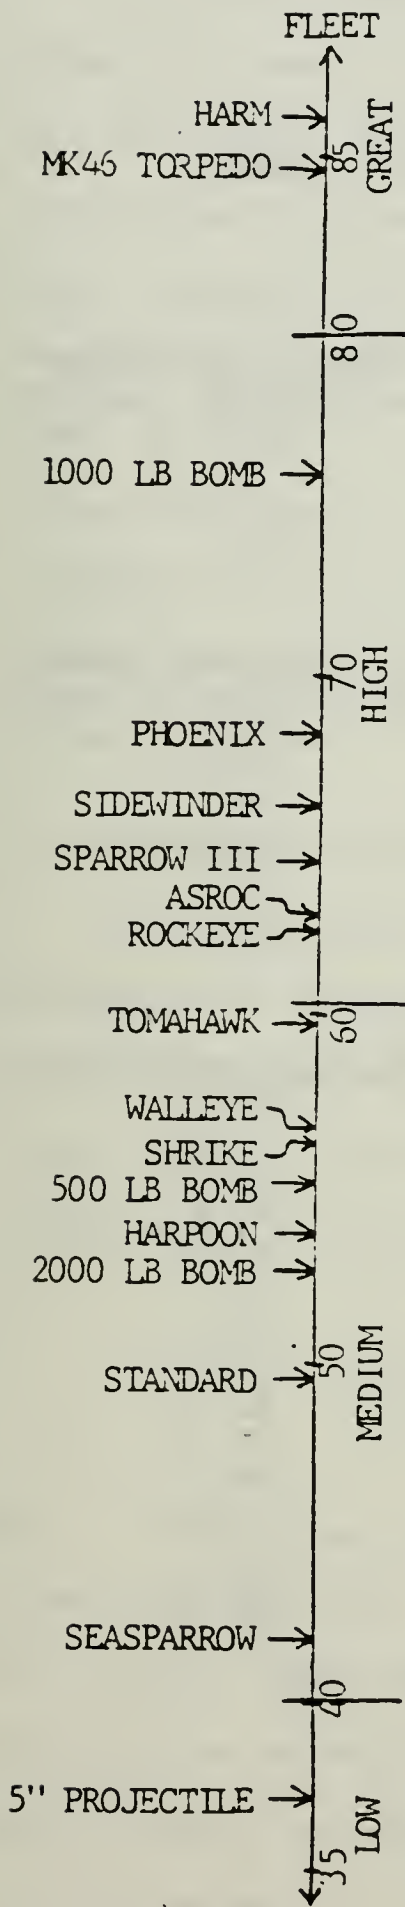 FLEET
HARM
85
GREAT
MK46 TORPEDO
80
1000 LB BOMB
70
HIGH
PHOENIX
SIDEWINDER
SPARROW III
ASROC
ROCKEYE
60
TOMAHAWK
WALLEYE
SHRIKE
500 LB BOMB
HARPOON
2000 LB BOMB
50
MEDIUM
STANDARD
SEASPARROW
40
5" PROJECTILE
LOW
35